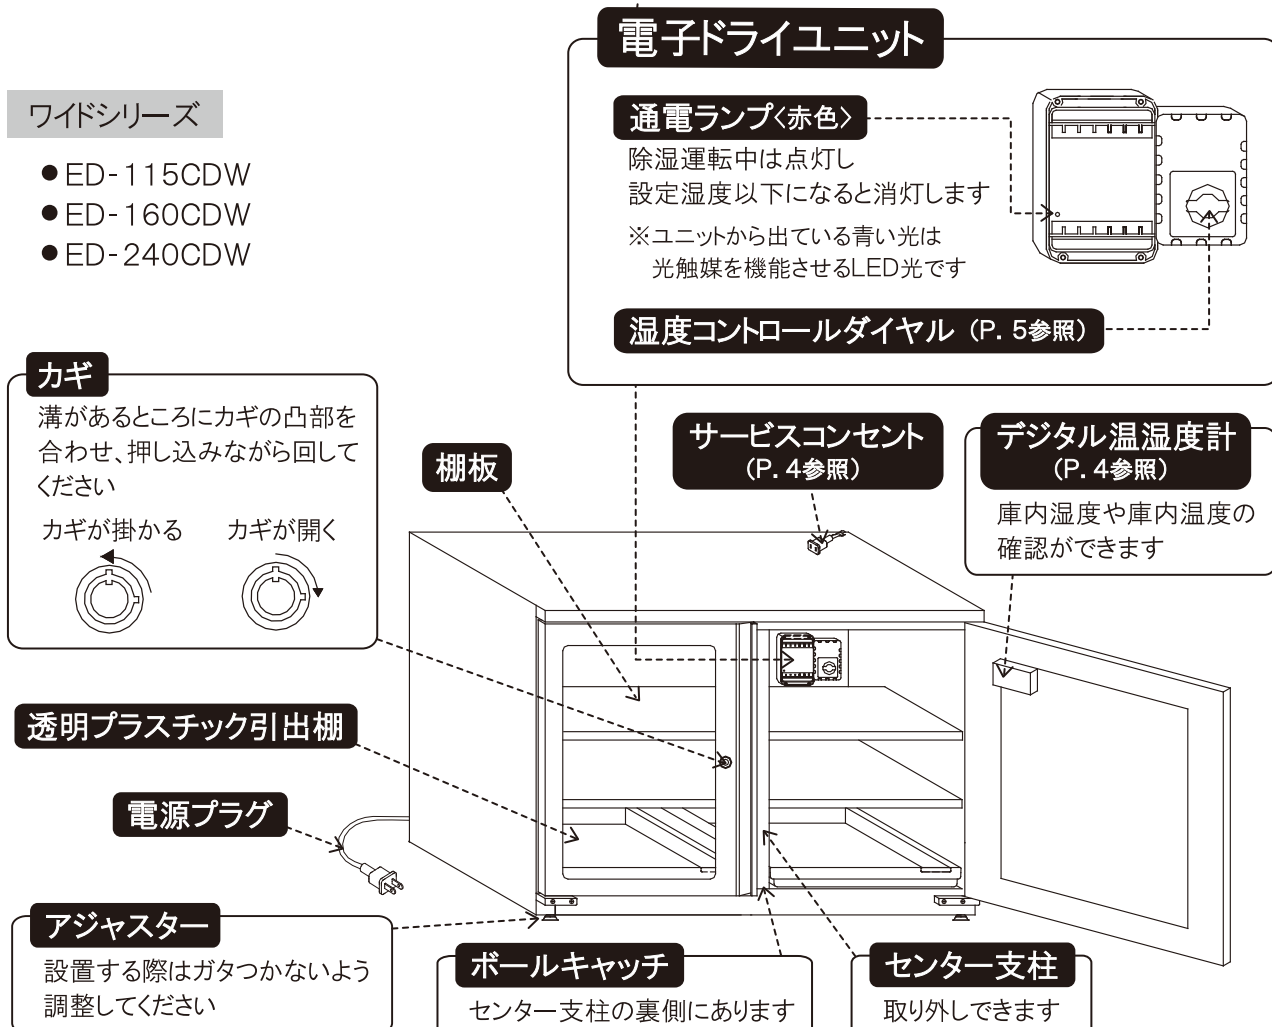 電子ドライユニット
通電ランプ〈赤色〉
除湿運転中は点灯し
設定湿度以下になると消灯します
※ユニットから出ている青い光は
光触媒を機能させるLED光です
湿度コントロールダイヤル (P. 5参照)
ワイドシリーズ
●ED-115CDW
●ED-160CDW
●ED-240CDW
カギ
溝があるところにカギの凸部を
合わせ、押し込みながら回して
ください
カギが掛かる
カギが開く
棚板
サービスコンセント
(P. 4参照)
デジタル温湿度計
(P. 4参照)
庫内湿度や庫内温度の
確認ができます
透明プラスチック引出棚
電源プラグ
アジャスター
設置する際はガタつかないよう
調整してください
ボールキャッチ
センター支柱の裏側にあります
センター支柱
取り外しできます